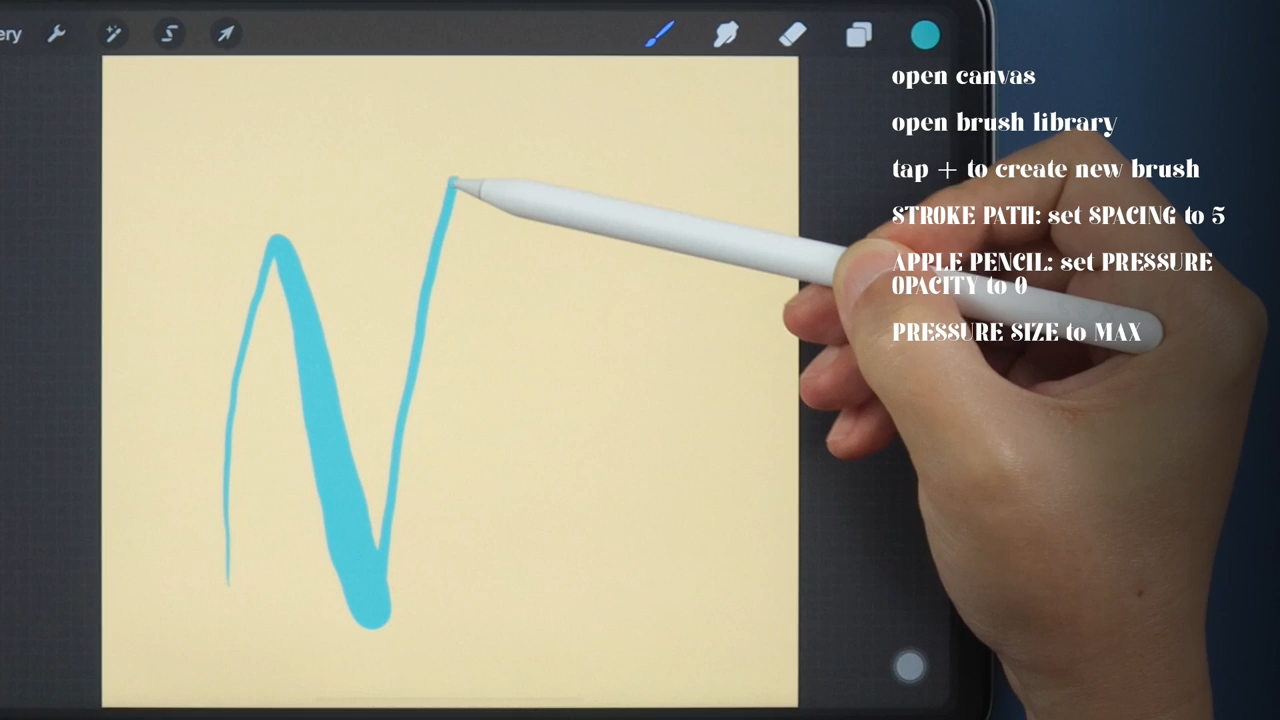 ery
open canvas
open brush library
tap + to create new brush
STROKE PATH: set SPACING to 5
APPLE PENCIL: set PRESSURE
OPACITY to 0
PRESSURE SIZE to MAX
N